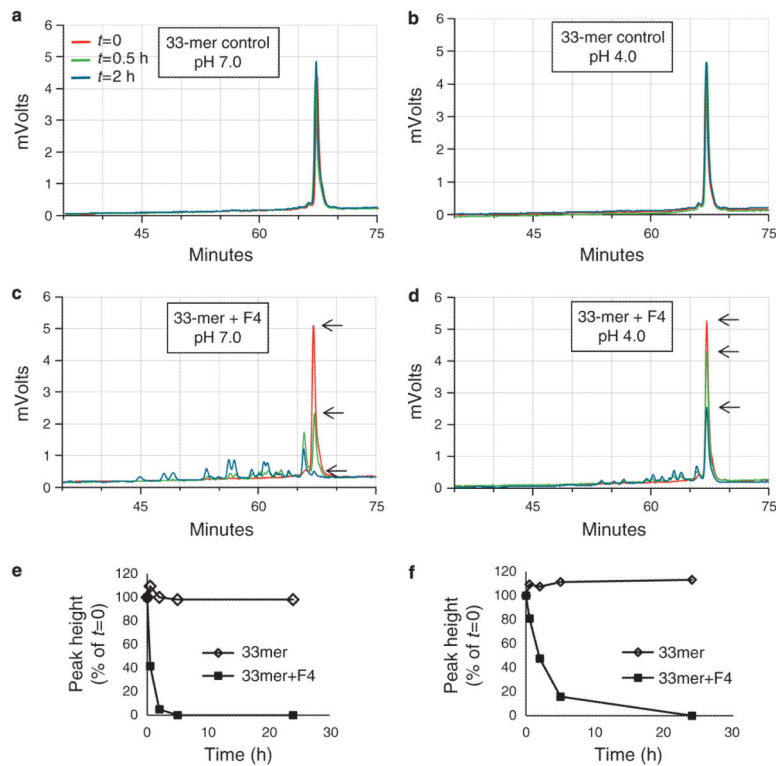 a
6
5
4
3
2
1
0
mVolts
t=0
t=0.5 h
t=2 h
33-mer control
pH 7.0
45
60
75
Minutes
b
6
5
4
3
2
1
0
mVolts
33-mer control
pH 4.0
45
60
75
Minutes
c
6
5
4
3
2
1
0
mVolts
33-mer + F4
pH 7.0
45
60
75
Minutes
d
6
5
4
3
2
1
0
mVolts
33-mer + F4
pH 4.0
45
60
75
Minutes
e
120
100
80
60
40
20
0
Peak height
(% of t=0)
33mer
33mer+F4
0
10
20
30
Time (h)
f
120
100
80
60
40
20
0
Peak height
(% of t=0)
33mer
33mer+F4
0
10
20
30
Time (h)